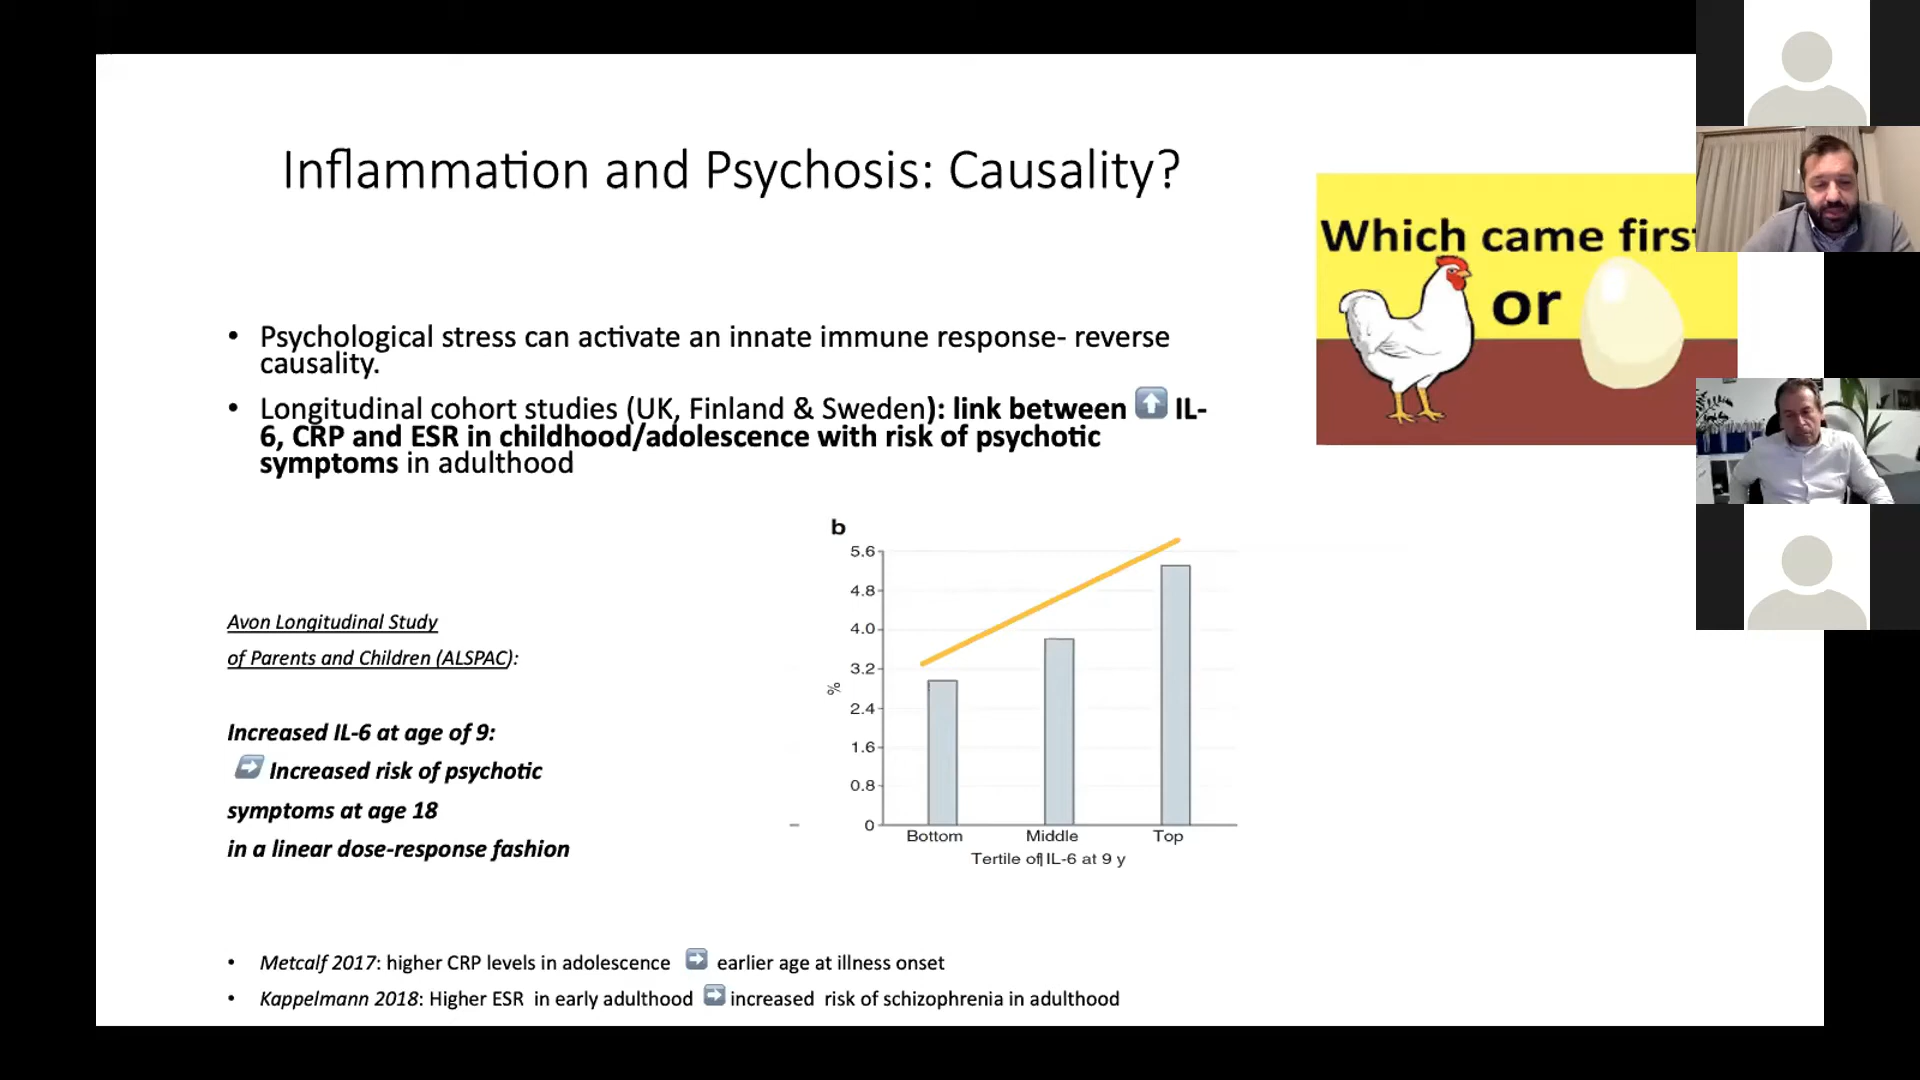 Inflammation and Psychosis: Causality?
Which came first
or
• Psychological stress can activate an innate immune response- reverse
causality.
• Longitudinal cohort studies (UK, Finland & Sweden): link between ⬆ IL-
6, CRP and ESR in childhood/adolescence with risk of psychotic
symptoms in adulthood
b
5.6
4.8
4.0
3.2
2.4
1.6
0.8
0
%
Bottom Middle Top
Tertile of IL-6 at 9 y
Avon Longitudinal Study
of Parents and Children (ALSPAC):
Increased IL-6 at age of 9:
➡ Increased risk of psychotic
symptoms at age 18
in a linear dose-response fashion
• Metcalf 2017: higher CRP levels in adolescence ➡ earlier age at illness onset
• Kappelmann 2018: Higher ESR in early adulthood ➡ increased risk of schizophrenia in adulthood